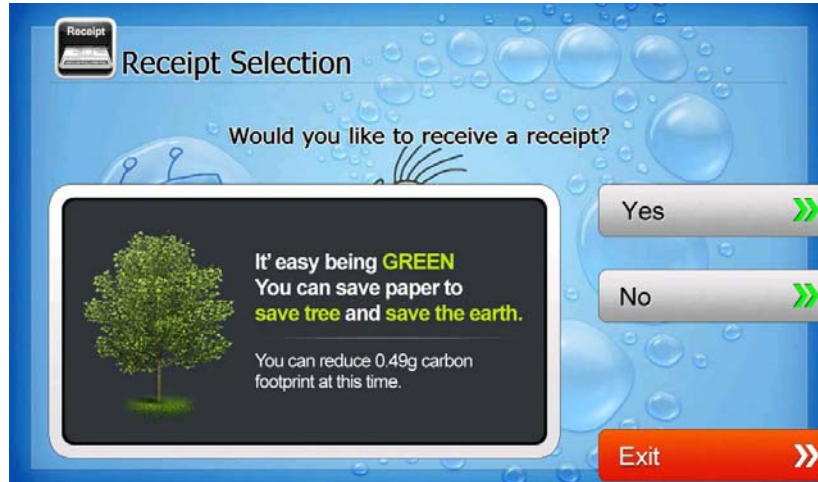 Receipt
Receipt Selection
Would you like to receive a receipt?
It' easy being GREEN
You can save paper to
save tree and save the earth.
You can reduce 0.49g carbon
footprint at this time.
Yes
No
Exit